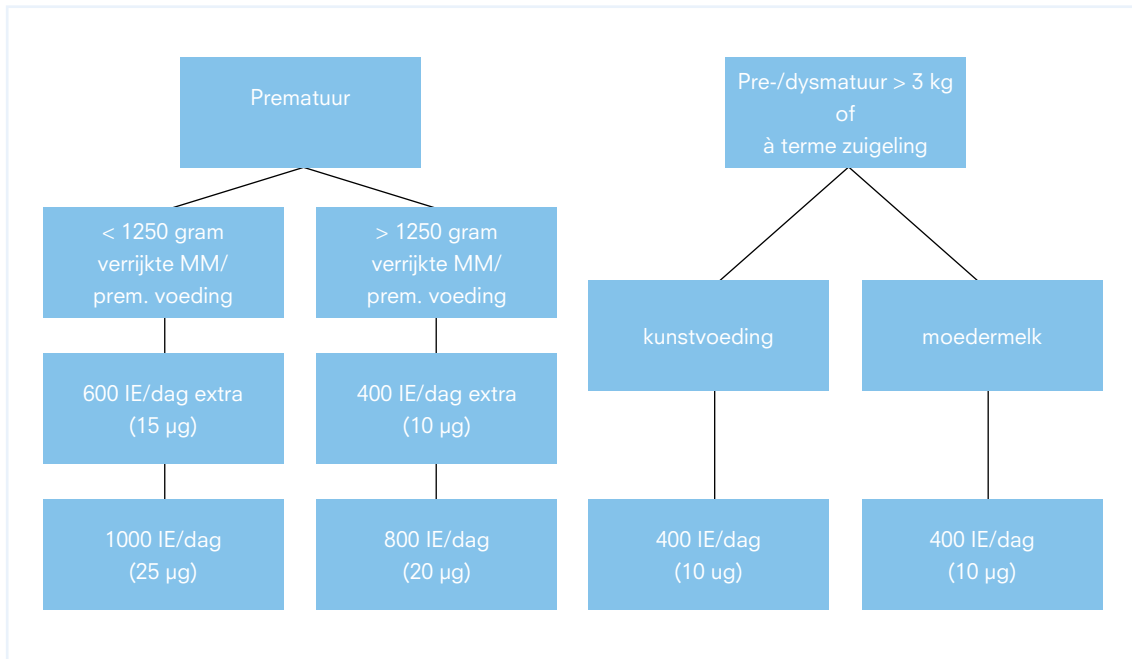 Prematuur
Pre-/dysmatuur > 3 kg
of
à terme zuigeling
< 1250 gram
verrijkte MM/
prem. voeding
> 1250 gram
verrijkte MM/
prem. voeding
kunstvoeding
moedermelk
600 IE/dag extra
(15 µg)
400 IE/dag extra
(10 µg)
1000 IE/dag
(25 µg)
800 IE/dag
(20 µg)
400 IE/dag
(10 ug)
400 IE/dag
(10 µg)